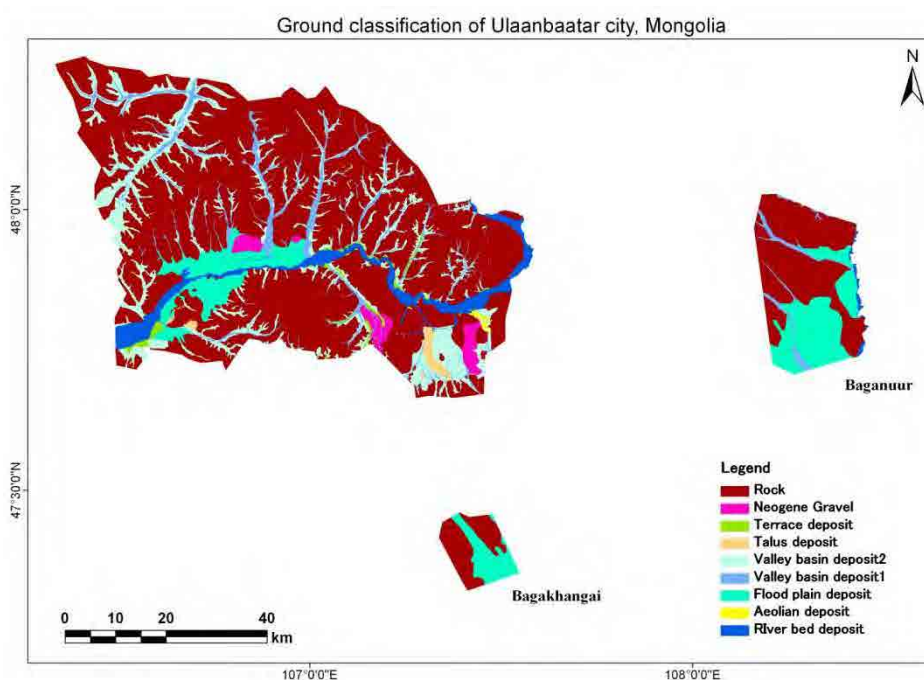 Ground classification of Ulaanbaatar city, Mongolia
N
48°0'0"N
Baganuur
47°30'0"N
Legend
Rock
Neogene Gravel
Terrace deposit
Talus deposit
Valley basin deposit2
Valley basin deposit1
Flood plain deposit
Aeolian deposit
RIver bed deposit
Bagakhangai
0 10 20 40
km
107°0'0"E 108°0'0"E